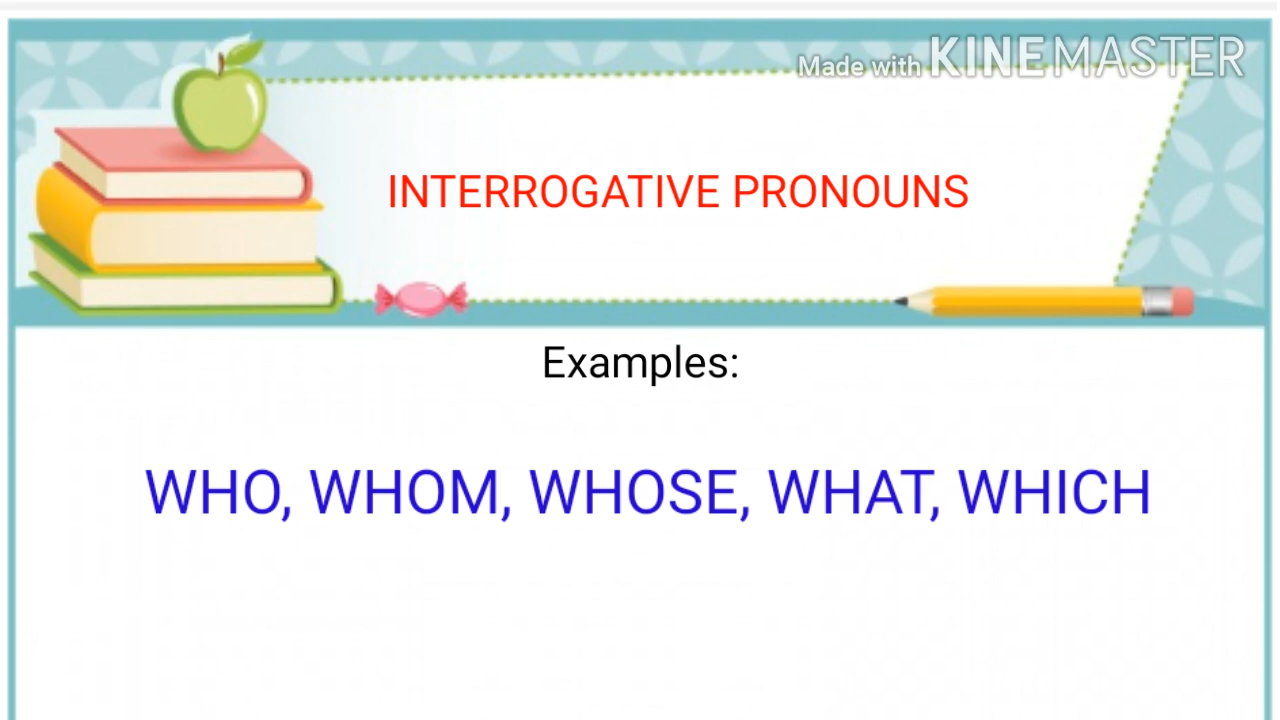 Made with KINEMASTER
INTERROGATIVE PRONOUNS
Examples:
WHO, WHOM, WHOSE, WHAT, WHICH